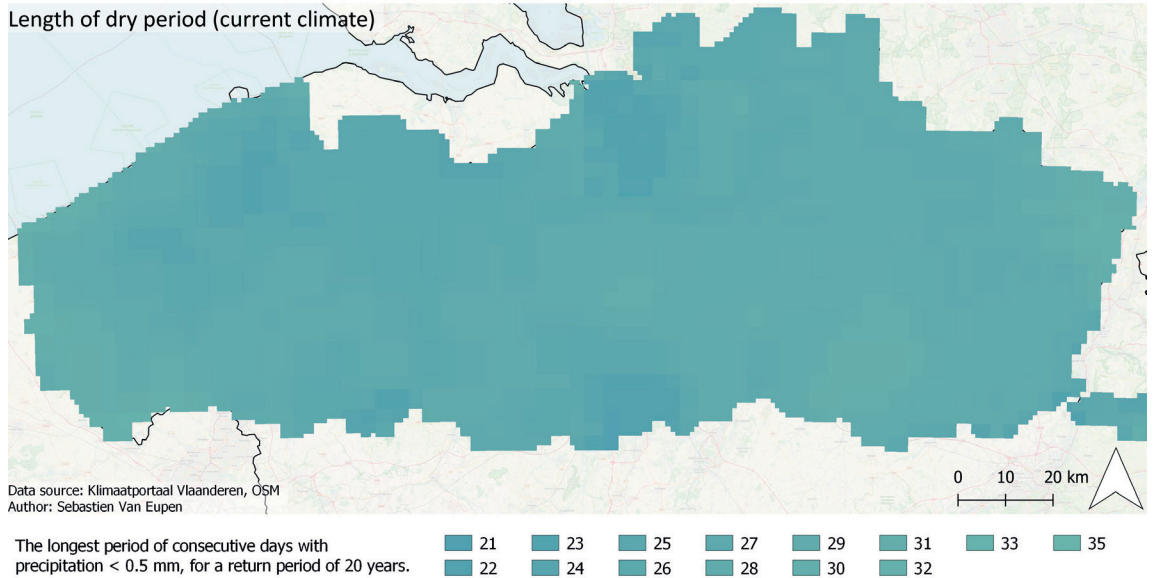 Length of dry period (current climate)
0 10 20 km
Data source: Klimaatportaal Vlaanderen, OSM
Author: Sebastien Van Eupen
The longest period of consecutive days with
precipitation < 0.5 mm, for a return period of 20 years.
21 23 25 27 29 31 33 35
22 24 26 28 30 32